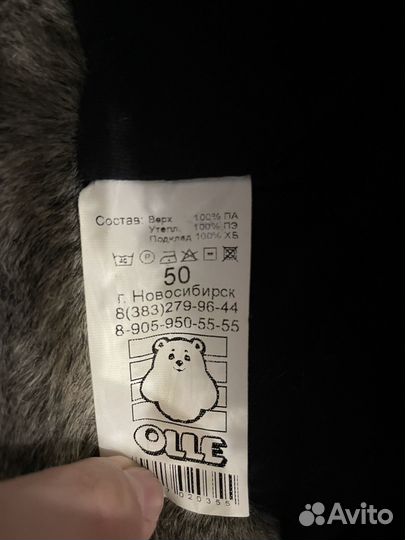 Состав: Верх 100% ПА
Утепл. 100% ПЭ
Подклад 100% ХБ
50
г. Новосибирск
8(383)279-96-44
8-905-950-55-55
OLLE
020355
Avito